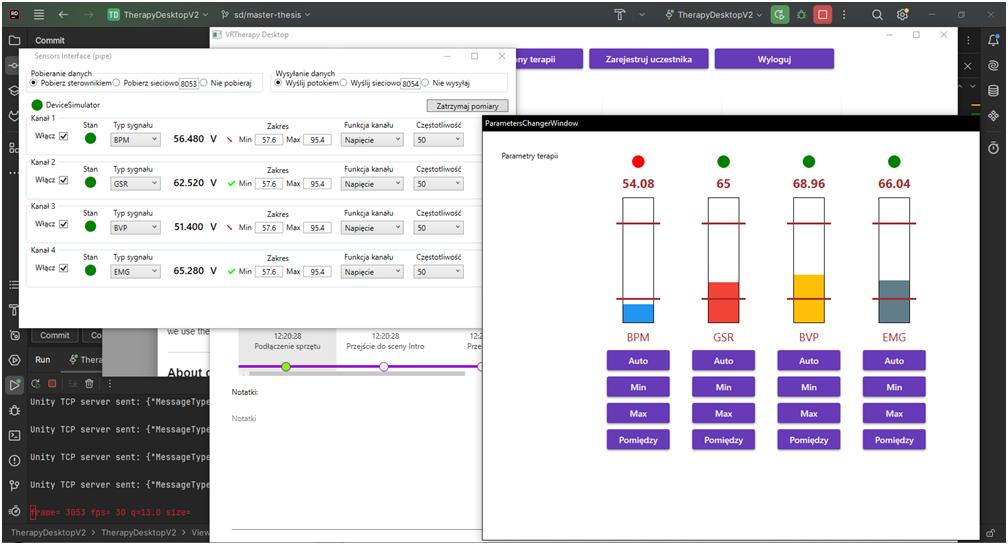 TD TherapyDesktopV2
sd/master-thesis
TherapyDesktopV2
Commit
VRTherapy Desktop
Zarejestruj uczestnika
Wyloguj
Sensors Interface (pipe)
Pobieranie danych
Pobierz sterownikiem Pobierz sieciowo 8053 Nie pobieraj
Wysyłanie danych
Wyślij potokiem Wyślij sieciowo 8054 Nie wysyłaj
DeviceSimulator
Zatrzymaj pomiary
Kanał 1
Stan Typ sygnału Zakres Funkcja kanału Częstotliwość
Włącz BPM 56.480 V Min 57.6 Max 95.4 Napięcie 50
Kanał 2
Stan Typ sygnału Zakres Funkcja kanału Częstotliwość
Włącz GSR 62.520 V Min 57.6 Max 95.4 Napięcie 50
Kanał 3
Stan Typ sygnału Zakres Funkcja kanału Częstotliwość
Włącz BVP 51.400 V Min 57.6 Max 95.4 Napięcie 50
Kanał 4
Stan Typ sygnału Zakres Funkcja kanału Częstotliwość
Włącz EMG 65.280 V Min 57.6 Max 95.4 Napięcie 50
ParametersChangerWindow
Parametry terapii
54.08 65 68.96 66.04
BPM GSR BVP EMG
Auto Auto Auto Auto
Min Min Min Min
Max Max Max Max
Pomiędzy Pomiędzy Pomiędzy Pomiędzy
Commit Co
we use the
About
12:20:28 12:20:28 12:20:28
Podłączenie sprzętu Przejście do sceny Intro Prze
Notatki:
Notatki
Run Thera
Unity TCP server sent: {"MessageType
Unity TCP server sent: {"MessageType
Unity TCP server sent: {"MessageType
Unity TCP server sent: {"MessageType
frame= 3053 fps= 30 q=13.0 size=
TherapyDesktopV2 > TherapyDesktopV2 > View